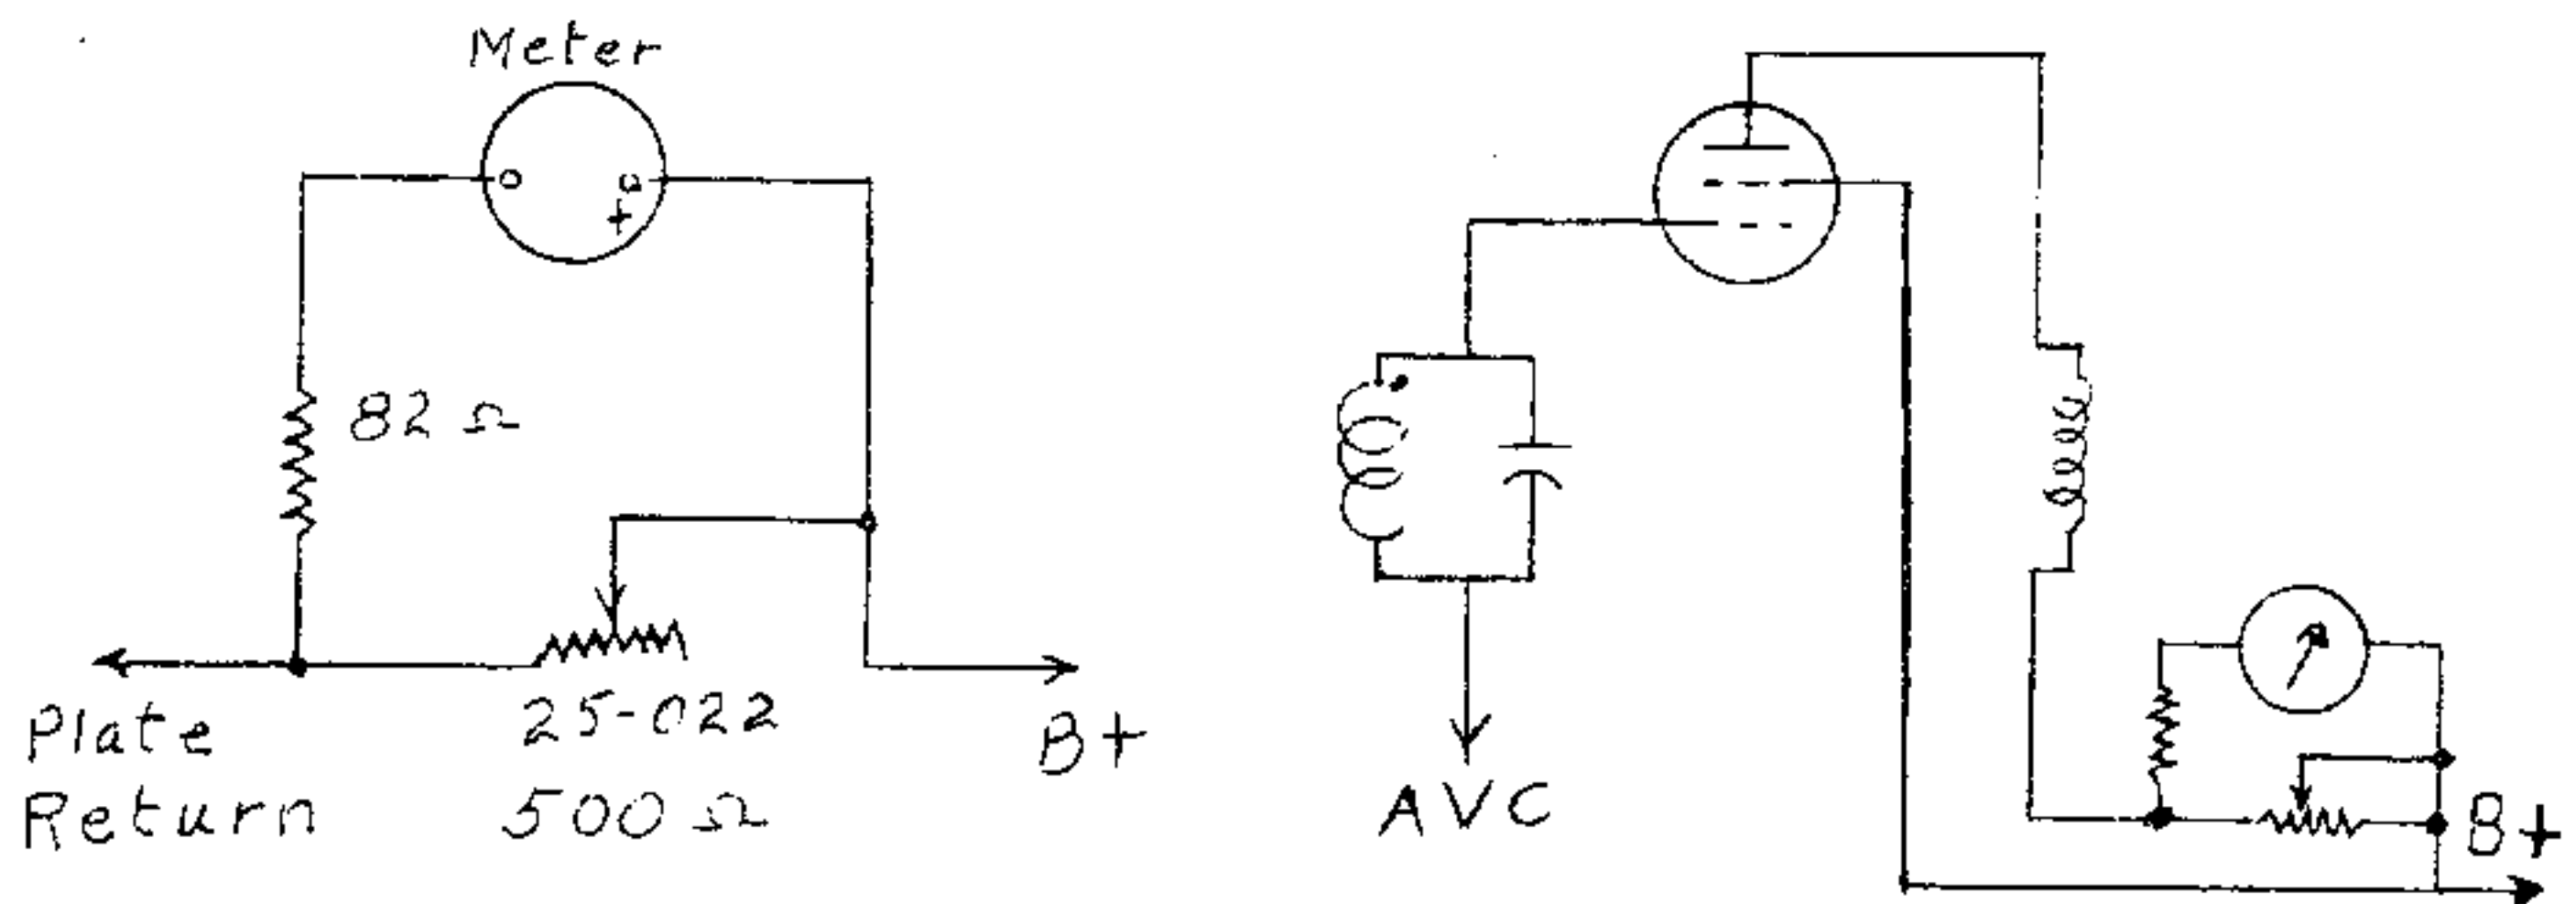 Meter
+
82 Ω
Plate
Return
25-022
500 Ω
B+
AVC
B+